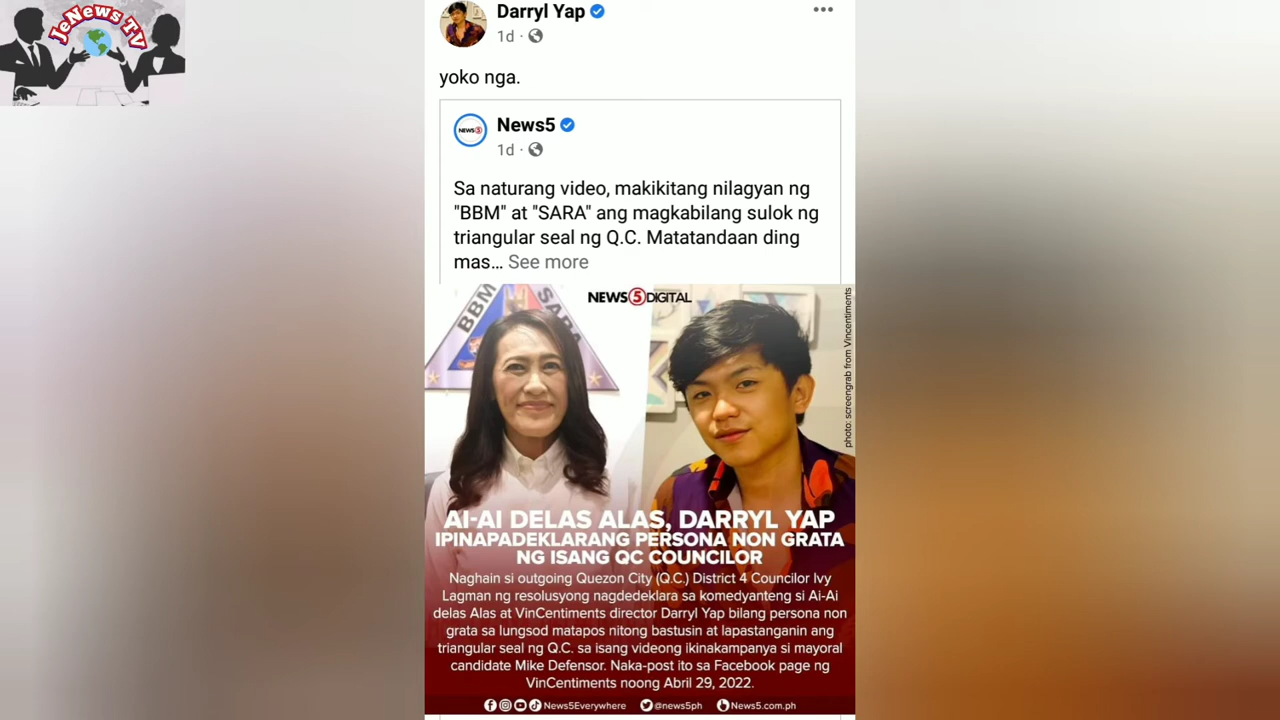 JeNews TV
Darryl Yap
1d ·
yoko nga.
News5
NEWS5
1d ·
Sa naturang video, makikitang nilagyan ng
"BBM" at "SARA" ang magkabilang sulok ng
triangular seal ng Q.C. Matatandaan ding
mas... See more
NEWS5DIGITAL
BBM
SARA
photo: screengrab from Vincentiments
AI-AI DELAS ALAS, DARRYL YAP
IPINAPADEKLARANG PERSONA NON GRATA
NG ISANG QC COUNCILOR
Naghain si outgoing Quezon City (Q.C.) District 4 Councilor Ivy
Lagman ng resolusyong nagdedeklara sa komedyanteng si Ai-Ai
delas Alas at VinCentiments director Darryl Yap bilang persona non
grata sa lungsod matapos nitong bastusin at lapastanganin ang
triangular seal ng Q.C. sa isang videong ikinakampanya si mayoral
candidate Mike Defensor. Naka-post ito sa Facebook page ng
VinCentiments noong Abril 29, 2022.
News5Everywhere @news5ph News5.com.ph